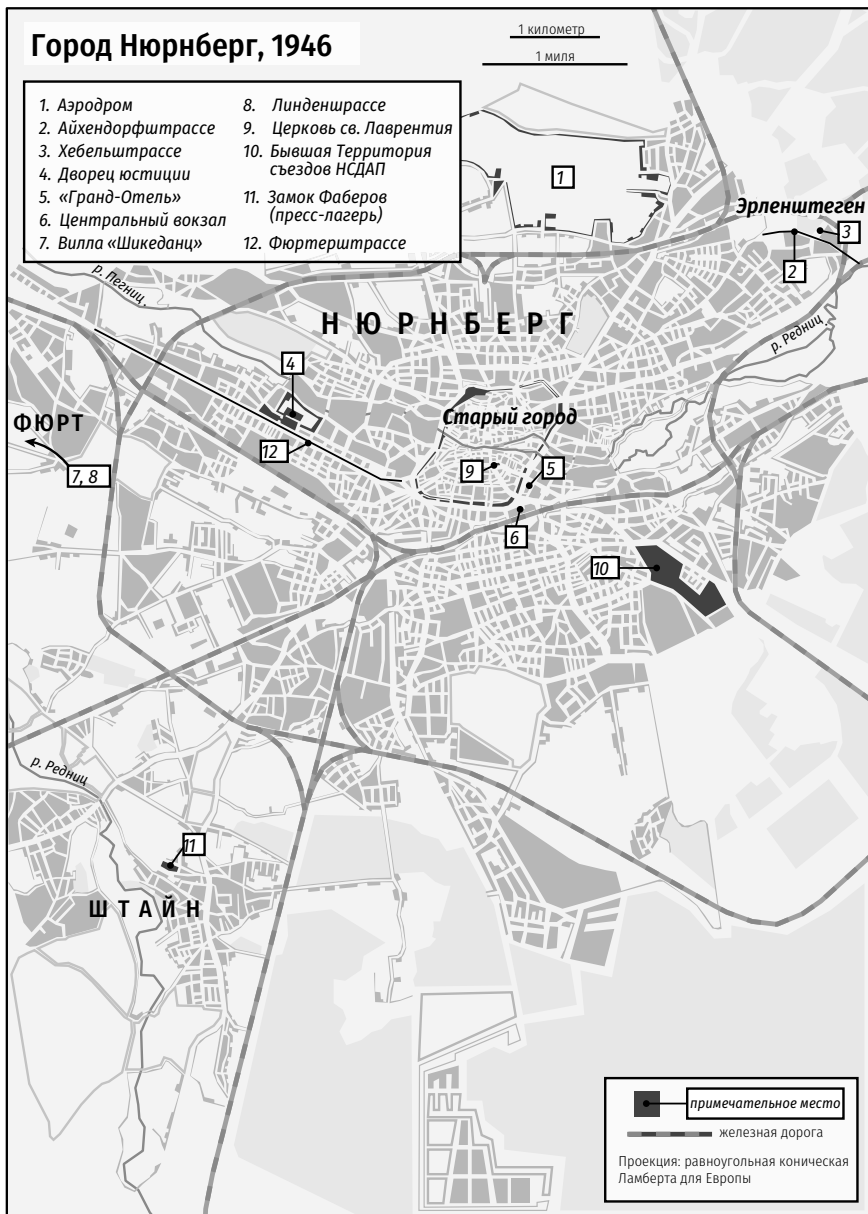 Город Нюрнберг, 1946
1 километр
1 миля
1. Аэродром
2. Айхендорфштрассе
3. Хебельштрассе
4. Дворец юстиции
5. «Гранд-Отель»
6. Центральный вокзал
7. Вилла «Шикеданц»
8. Линденштрассе
9. Церковь св. Лаврентия
10. Бывшая Территория
съездов НСДАП
11. Замок Фаберов
(пресс-лагерь)
12. Фюртерштрассе
1
Эрленштеген
3
2
р. Пегниц
НЮРНБЕРГ
р. Редниц
4
Старый город
ФЮРТ
12
9
5
7, 8
6
10
р. Редниц
11
ШТАЙН
примечательное место
железная дорога
Проекция: равноугольная коническая
Ламберта для Европы